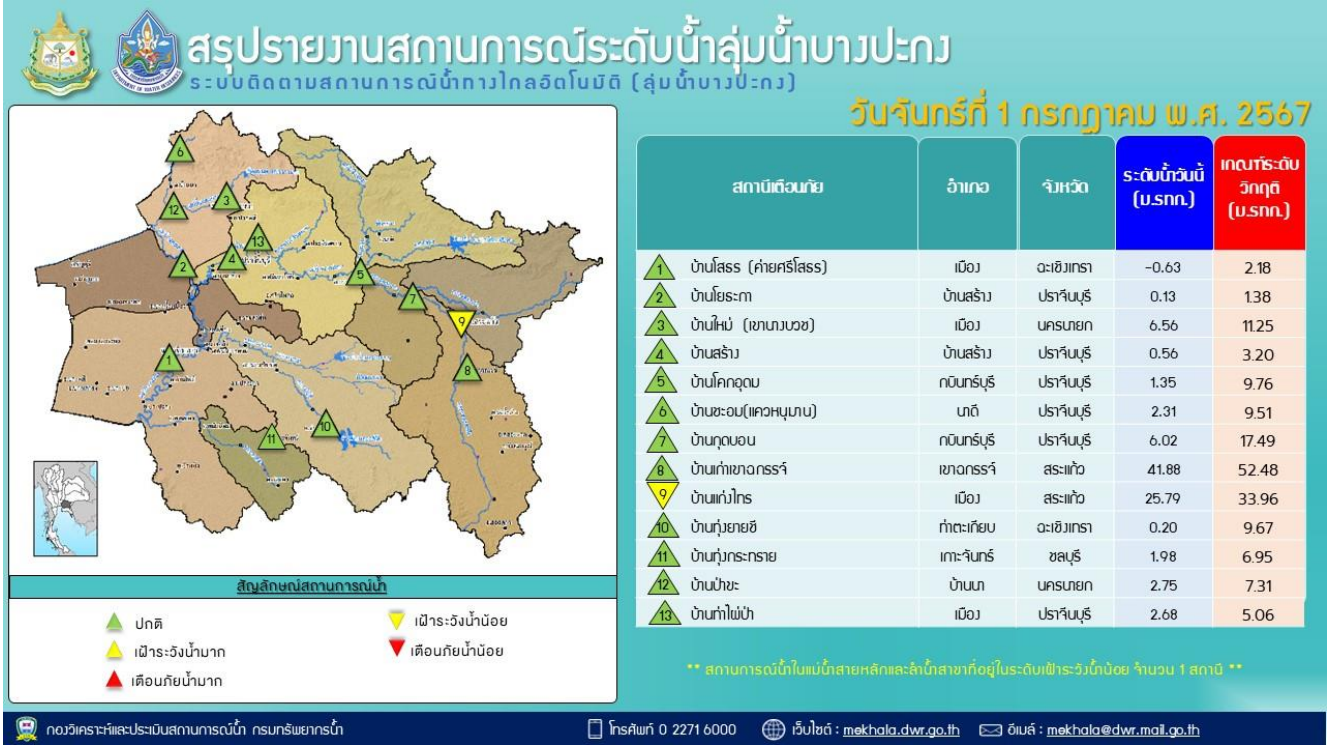 สรุปรายงานสถานการณ์ระดับน้ำลุ่มน้ำบางปะกง
ระบบติดตามสถานการณ์น้ำทางไกลอัตโนมัติ (ลุ่มน้ำบางปะกง)
วันจันทร์ที่ 1 กรกฎาคม พ.ศ. 2567
สถานีเตือนภัย อำเภอ จังหวัด ระดับน้ำวันนี้ (ม.รทก.) เกณฑ์ระดับวิกฤติ (ม.รทก.)
1 บ้านโสธร (ค่ายศรีโสธร) เมือง ฉะเชิงเทรา -0.63 2.18
2 บ้านโยธะกา บ้านสร้าง ปราจีนบุรี 0.13 1.38
3 บ้านใหม่ (เขานางบวช) เมือง นครนายก 6.56 11.25
4 บ้านสร้าง บ้านสร้าง ปราจีนบุรี 0.56 3.20
5 บ้านโคกอุดม กบินทร์บุรี ปราจีนบุรี 1.35 9.76
6 บ้านชะอม(แควหนุมาน) นาดี ปราจีนบุรี 2.31 9.51
7 บ้านกุดบอน กบินทร์บุรี ปราจีนบุรี 6.02 17.49
8 บ้านเก่าเขาฉกรรจ์ เขาฉกรรจ์ สระแก้ว 41.88 52.48
9 บ้านแก่งไทร เมือง สระแก้ว 25.79 33.96
10 บ้านทุ่งยายชี ท่าตะเกียบ ฉะเชิงเทรา 0.20 9.67
11 บ้านทุ่งกระทราย เกาะจันทร์ ชลบุรี 1.98 6.95
12 บ้านป่าขะ บ้านนา นครนายก 2.75 7.31
13 บ้านท่าไผ่ป่า เมือง ปราจีนบุรี 2.68 5.06
6
12
3
13
2
4
5
7
9
1
8
11
10
สัญลักษณ์สถานการณ์น้ำ
ปกติ
เฝ้าระวังน้ำน้อย
เฝ้าระวังน้ำมาก
เตือนภัยน้ำน้อย
เตือนภัยน้ำมาก
** สถานการณ์น้ำในแม่น้ำสายหลักและลำน้ำสาขาที่อยู่ในระดับเฝ้าระวังน้ำน้อย จำนวน 1 สถานี **
กองวิเคราะห์และประเมินสถานการณ์น้ำ กรมทรัพยากรน้ำ
โทรศัพท์ 0 2271 6000
เว็บไซต์ : mekhala.dwr.go.th
อีเมล์ : mekhala@dwr.mail.go.th